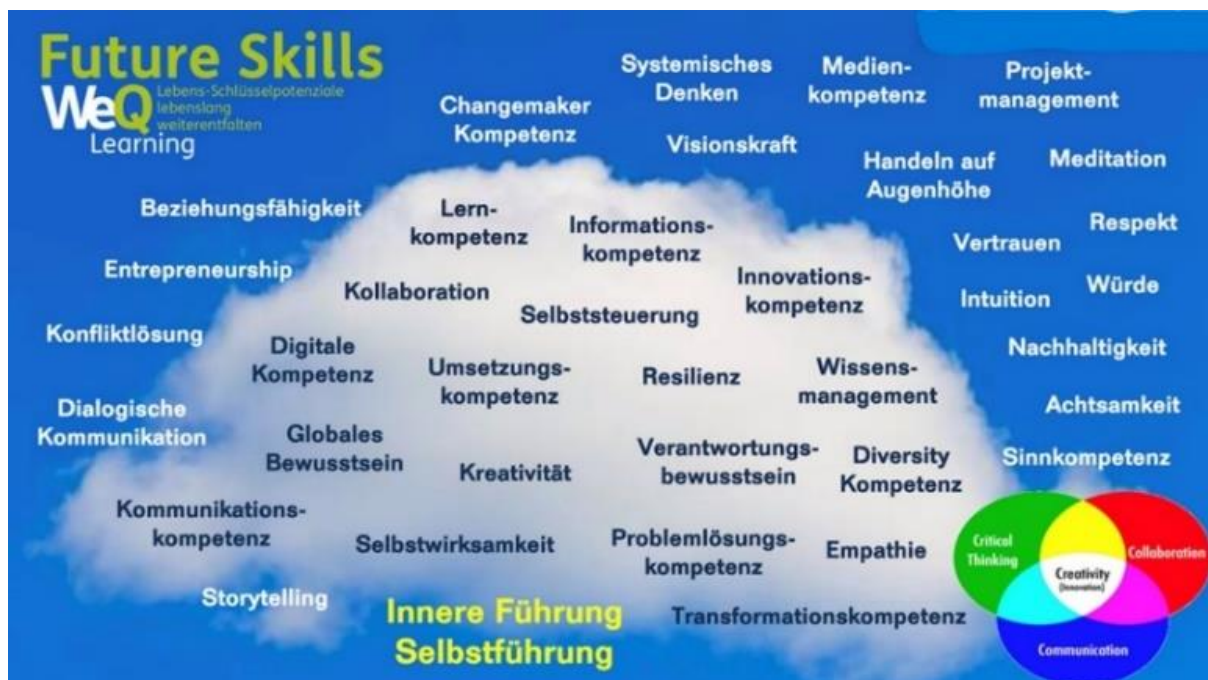 Future Skills
WeQ
Lebens-Schlüsselpotenziale
lebenslang
weiterentfalten
Learning
Changemaker
Kompetenz
Systemisches
Denken
Medien-
kompetenz
Projekt-
management
Visionskraft
Handeln auf
Augenhöhe
Meditation
Beziehungsfähigkeit
Lern-
kompetenz
Informations-
kompetenz
Vertrauen
Respekt
Entrepreneurship
Kollaboration
Selbststeuerung
Innovations-
kompetenz
Intuition
Würde
Konfliktlösung
Digitale
Kompetenz
Umsetzungs-
kompetenz
Resilienz
Wissens-
management
Nachhaltigkeit
Achtsamkeit
Dialogische
Kommunikation
Globales
Bewusstsein
Kreativität
Verantwortungs-
bewusstsein
Diversity
Kompetenz
Sinnkompetenz
Kommunikations-
kompetenz
Selbstwirksamkeit
Problemlösungs-
kompetenz
Empathie
Storytelling
Innere Führung
Selbstführung
Transformationskompetenz
Critical
Thinking
Collaboration
Creativity
(Innovation)
Communication